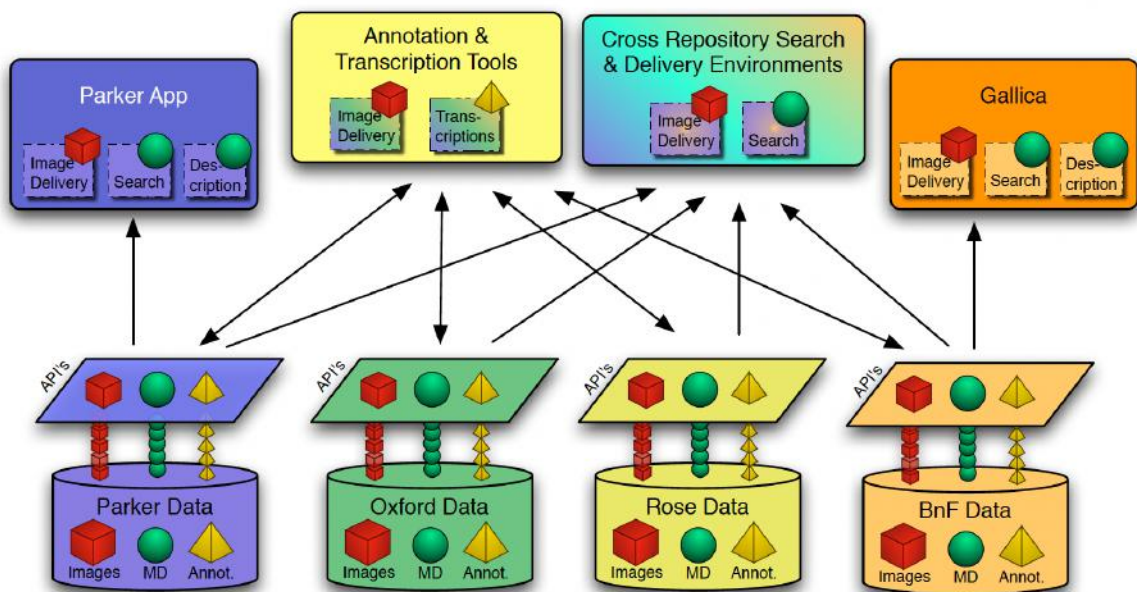 Annotation &
Transcription Tools
Image
Delivery
Trans-
criptions
Cross Repository Search
& Delivery Environments
Image
Delivery
Search
Parker App
Image
Delivery
Search
Des-
cription
Gallica
Image
Delivery
Search
Des-
cription
API's
API's
API's
API's
Parker Data
Images
MD
Annot.
Oxford Data
Images
MD
Annot.
Rose Data
Images
MD
Annot.
BnF Data
Images
MD
Annot.